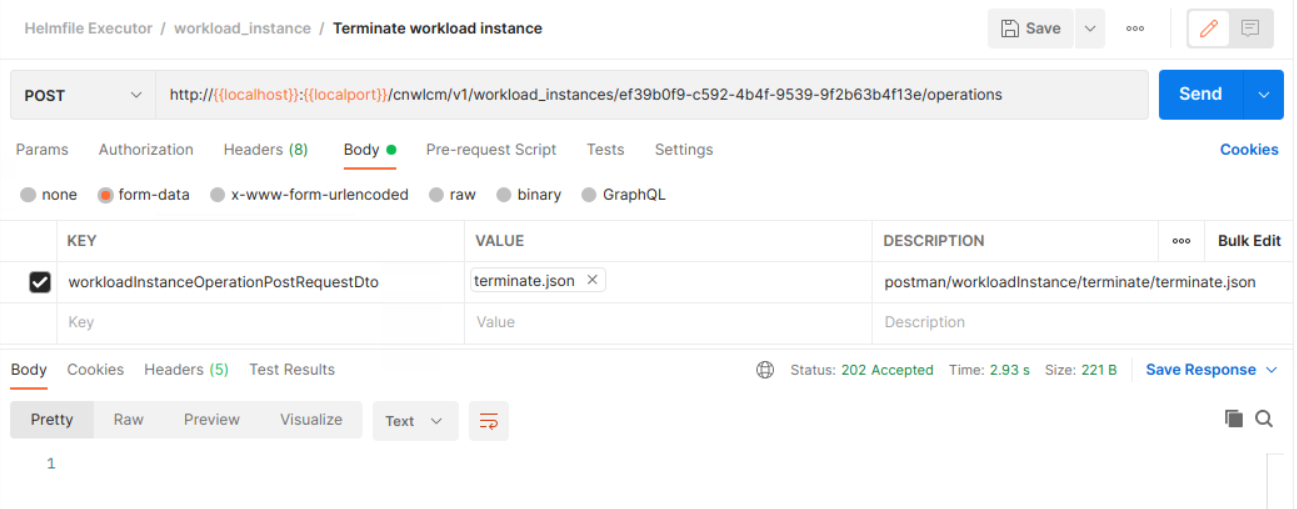 Helmfile Executor / workload_instance / Terminate workload instance Save
POST http://{{localhost}}:{{localport}}/cnwlcm/v1/workload_instances/ef39b0f9-c592-4b4f-9539-9f2b63b4f13e/operations Send
Params Authorization Headers (8) Body Pre-request Script Tests Settings Cookies
none form-data x-www-form-urlencoded raw binary GraphQL
KEY VALUE DESCRIPTION Bulk Edit
workloadInstanceOperationPostRequestDto terminate.json postman/workloadInstance/terminate/terminate.json
Key Value Description
Body Cookies Headers (5) Test Results Status: 202 Accepted Time: 2.93 s Size: 221 B Save Response
Pretty Raw Preview Visualize Text
1